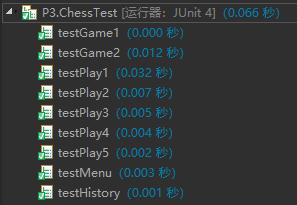 P3.ChessTest [运行器：JUnit 4] (0.066 秒)
testGame1 (0.000 秒)
testGame2 (0.012 秒)
testPlay1 (0.032 秒)
testPlay2 (0.007 秒)
testPlay3 (0.005 秒)
testPlay4 (0.004 秒)
testPlay5 (0.002 秒)
testMenu (0.003 秒)
testHistory (0.001 秒)